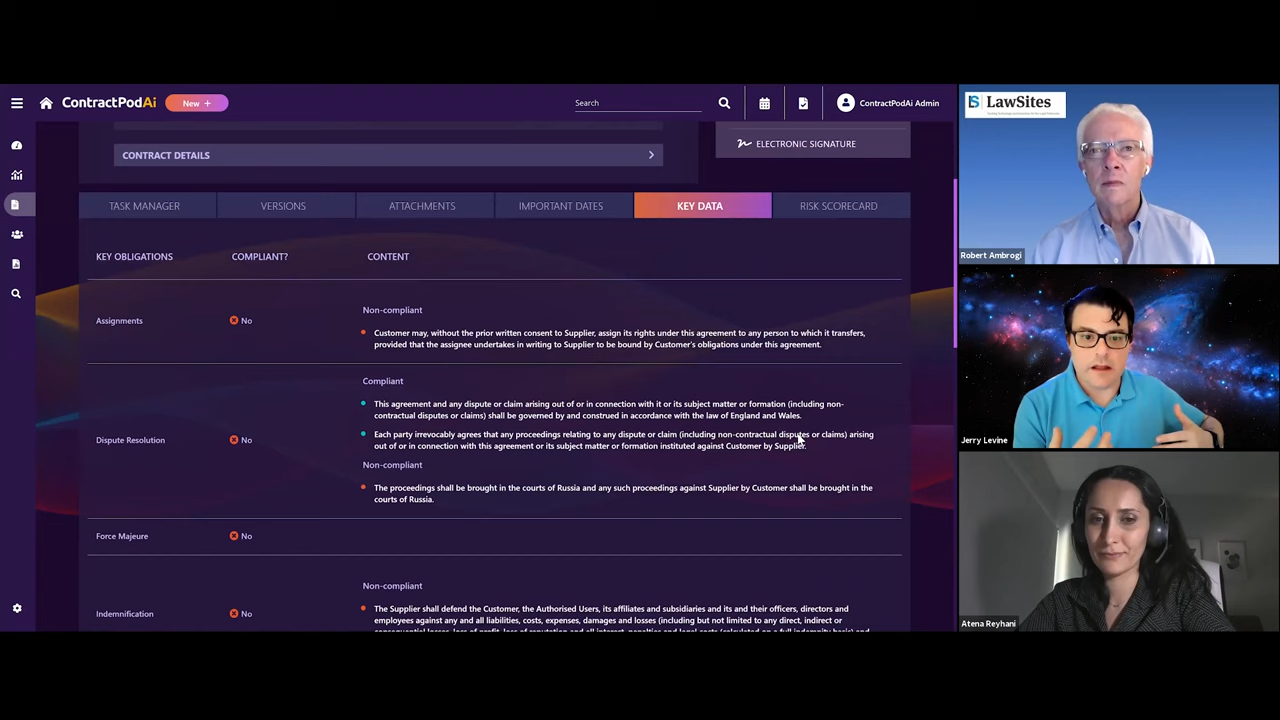 ContractPodAi
New +
Search
ContractPodAi Admin
LawSites
CONTRACT DETAILS
ELECTRONIC SIGNATURE
TASK MANAGER
VERSIONS
ATTACHMENTS
IMPORTANT DATES
KEY DATA
RISK SCORECARD
KEY OBLIGATIONS
COMPLIANT?
CONTENT
Assignments
No
Non-compliant
Customer may, without the prior written consent to Supplier, assign its rights under this agreement to any person to which it transfers,
provided that the assignee undertakes in writing to Supplier to be bound by Customer's obligations under this agreement.
Dispute Resolution
No
Compliant
This agreement and any dispute or claim arising out of or in connection with it or its subject matter or formation (including non-
contractual disputes or claims) shall be governed by and construed in accordance with the law of England and Wales.
Each party irrevocably agrees that any proceedings relating to any dispute or claim (including non-contractual disputes or claims) arising
out of or in connection with this agreement or its subject matter or formation instituted against Customer by Supplier.
Non-compliant
The proceedings shall be brought in the courts of Russia and any such proceedings against Supplier by Customer shall be brought in the
courts of Russia.
Force Majeure
No
Indemnification
No
Non-compliant
The Supplier shall defend the Customer, the Authorised Users, its affiliates and subsidiaries and its and their officers, directors and
employees against any and all liabilities, costs, expenses, damages and losses (including but not limited to any direct, indirect or
Robert Ambrogi
Jerry Levine
Atena Reyhani